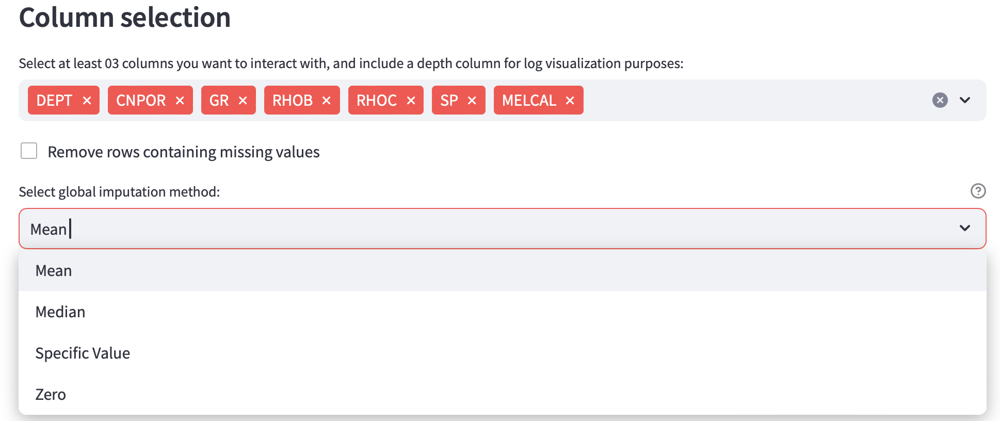 Column selection
Select at least 03 columns you want to interact with, and include a depth column for log visualization purposes:
DEPT CNPOR GR RHOB RHOC SP MELCAL
Remove rows containing missing values
Select global imputation method:
Mean
Mean
Median
Specific Value
Zero